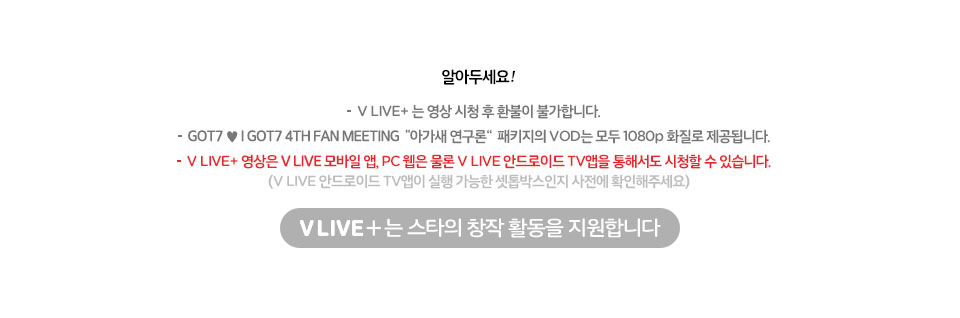 알아두세요!
- V LIVE+ 는 영상 시청 후 환불이 불가합니다.
- GOT7 ♥ I GOT7 4TH FAN MEETING "아가새 연구론“ 패키지의 VOD는 모두 1080p 화질로 제공됩니다.
- V LIVE+ 영상은 V LIVE 모바일 앱, PC 웹은 물론 V LIVE 안드로이드 TV앱을 통해서도 시청할 수 있습니다.
(V LIVE 안드로이드 TV앱이 실행 가능한 셋톱박스인지 사전에 확인해주세요)
V LIVE+는 스타의 창작 활동을 지원합니다